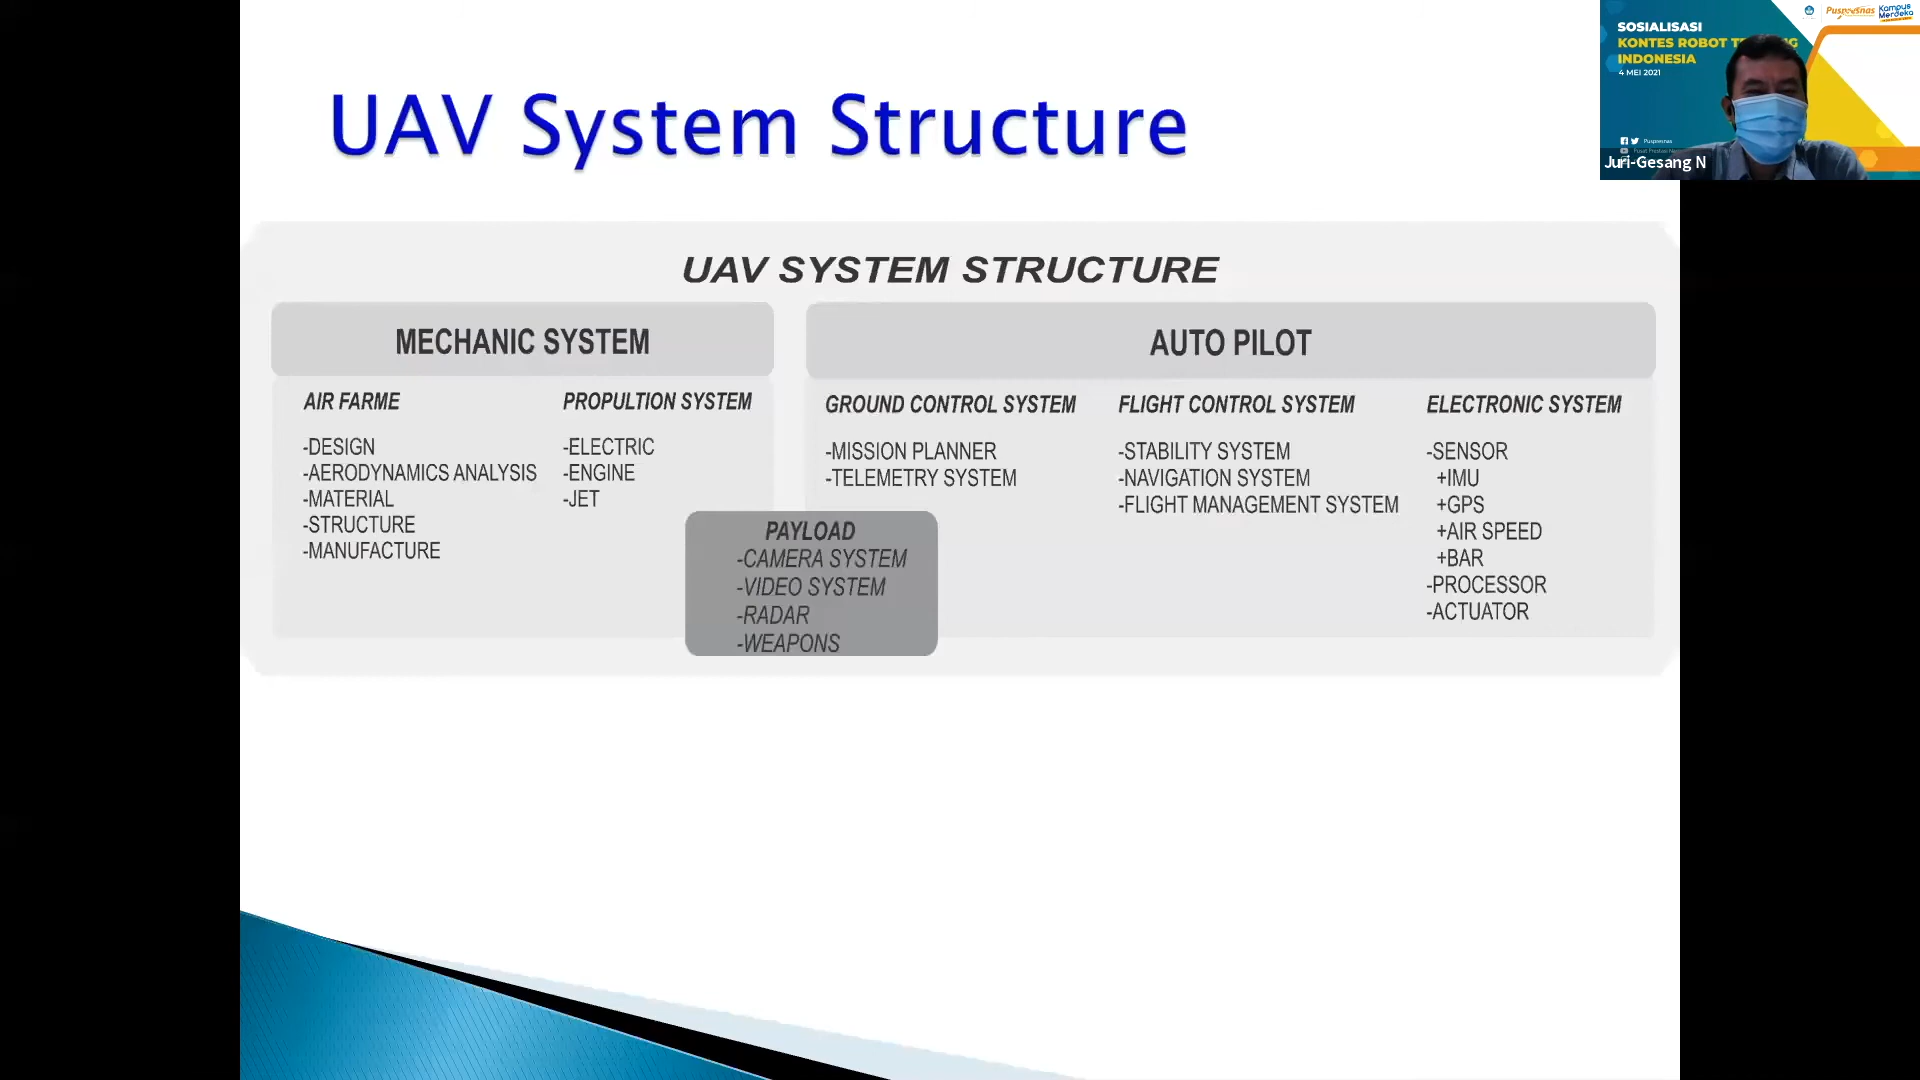 UAV System Structure
UAV SYSTEM STRUCTURE
MECHANIC SYSTEM
AIR FARME
-DESIGN
-AERODYNAMICS ANALYSIS
-MATERIAL
-STRUCTURE
-MANUFACTURE
PROPULTION SYSTEM
-ELECTRIC
-ENGINE
-JET
PAYLOAD
-CAMERA SYSTEM
-VIDEO SYSTEM
-RADAR
-WEAPONS
AUTO PILOT
GROUND CONTROL SYSTEM
-MISSION PLANNER
-TELEMETRY SYSTEM
FLIGHT CONTROL SYSTEM
-STABILITY SYSTEM
-NAVIGATION SYSTEM
-FLIGHT MANAGEMENT SYSTEM
ELECTRONIC SYSTEM
-SENSOR
+IMU
+GPS
+AIR SPEED
+BAR
-PROCESSOR
-ACTUATOR
SOSIALISASI
KONTES ROBOT
INDONESIA
4 MEI 2021
Puspresnas
Kampus
Merdeka
Puspresnas
Juri-Gesang N